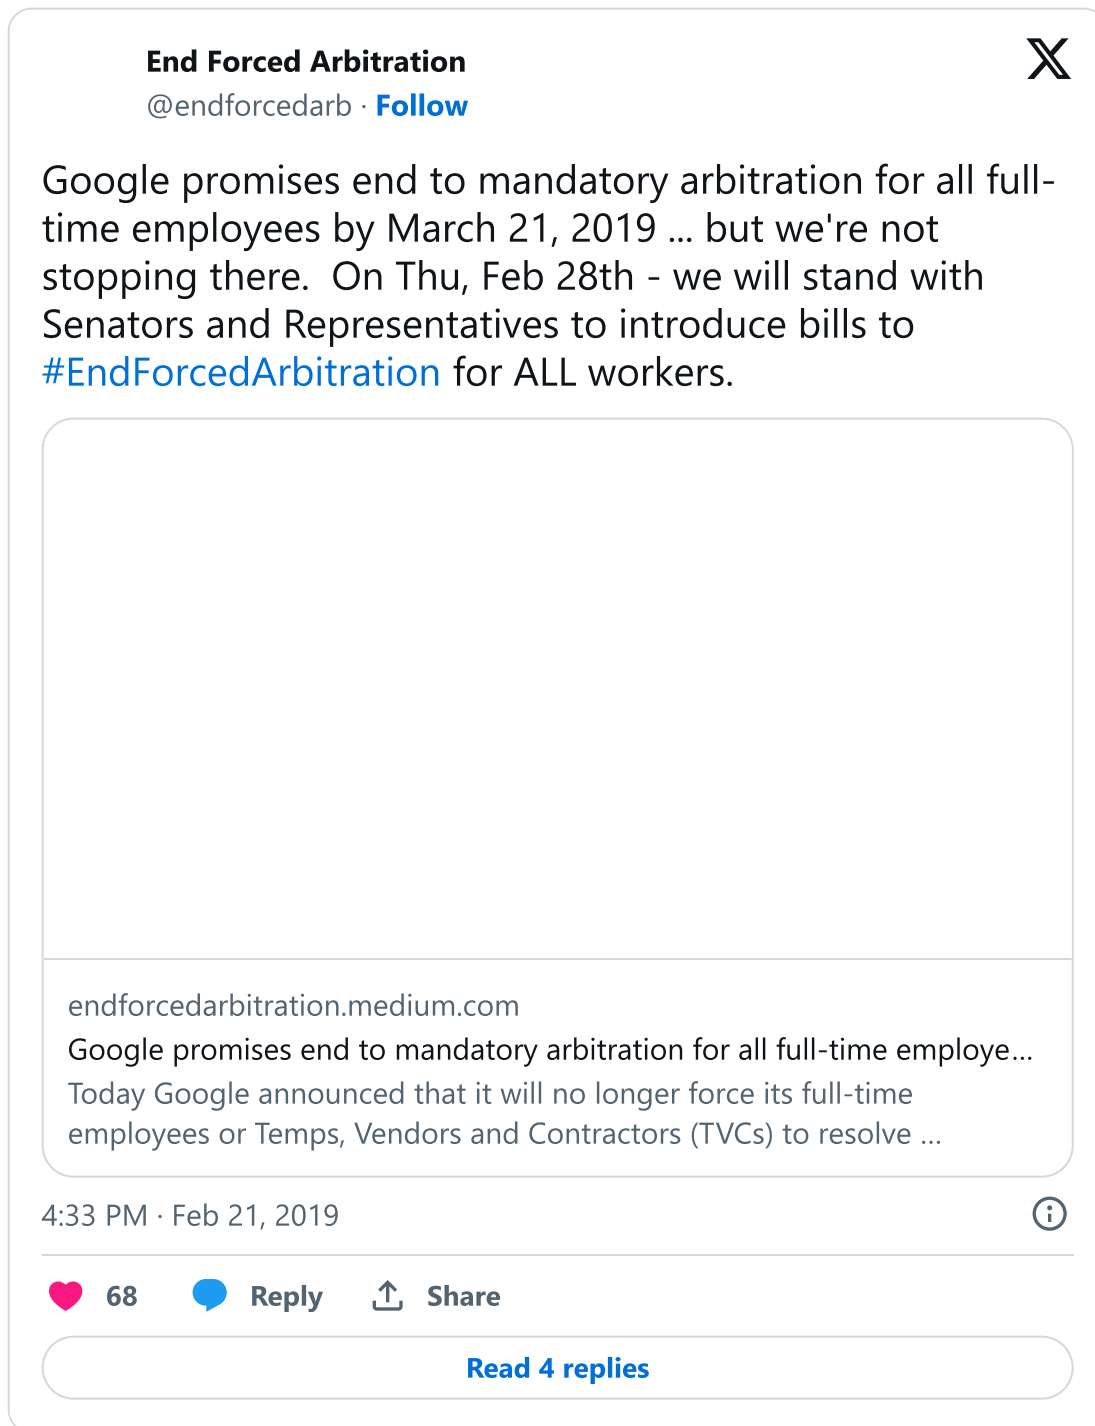 End Forced Arbitration
@endforcedarb · Follow
Google promises end to mandatory arbitration for all full-
time employees by March 21, 2019 ... but we're not
stopping there.  On Thu, Feb 28th - we will stand with
Senators and Representatives to introduce bills to
#EndForcedArbitration for ALL workers.
endforcedarbitration.medium.com
Google promises end to mandatory arbitration for all full-time employe...
Today Google announced that it will no longer force its full-time
employees or Temps, Vendors and Contractors (TVCs) to resolve ...
4:33 PM · Feb 21, 2019
68 Reply Share
Read 4 replies